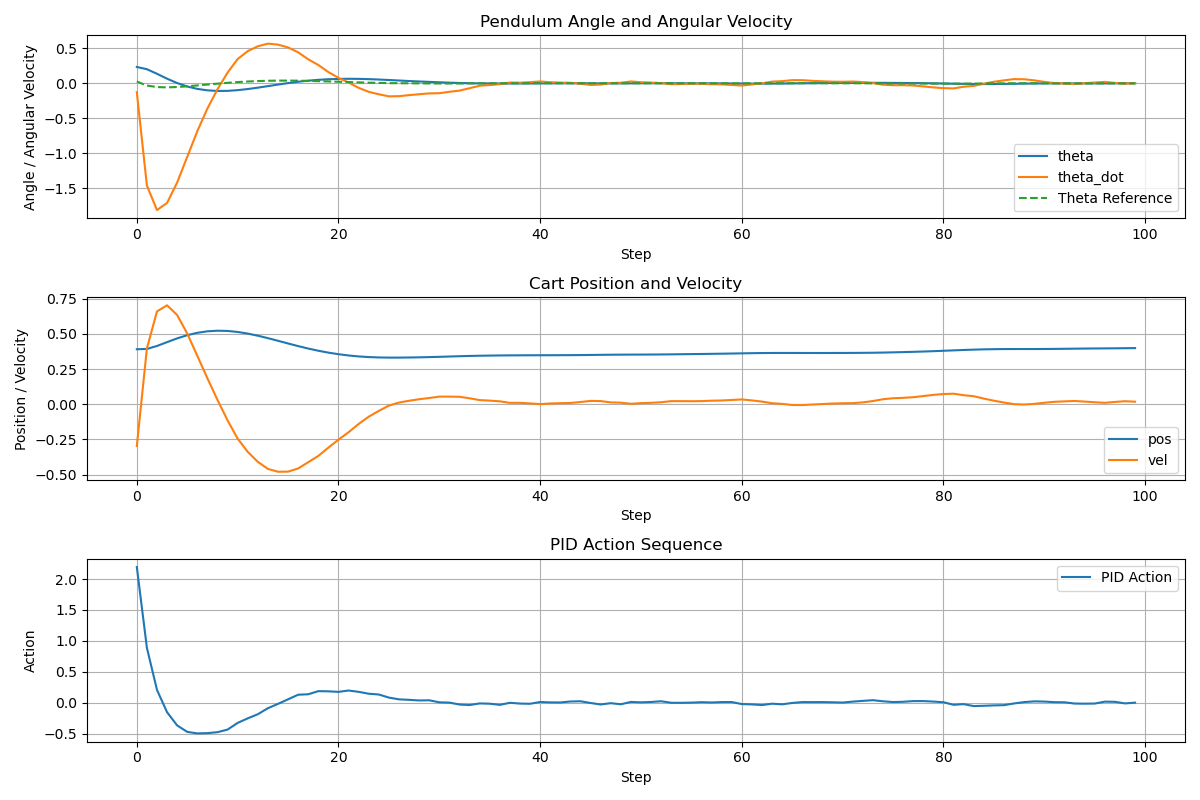 Pendulum Angle and Angular Velocity
Angle / Angular Velocity
0.5
0.0
−0.5
−1.0
−1.5
theta
theta_dot
Theta Reference
0 20 40 60 80 100
Step
Cart Position and Velocity
Position / Velocity
0.75
0.50
0.25
0.00
−0.25
−0.50
pos
vel
0 20 40 60 80 100
Step
PID Action Sequence
Action
2.0
1.5
1.0
0.5
0.0
−0.5
PID Action
0 20 40 60 80 100
Step